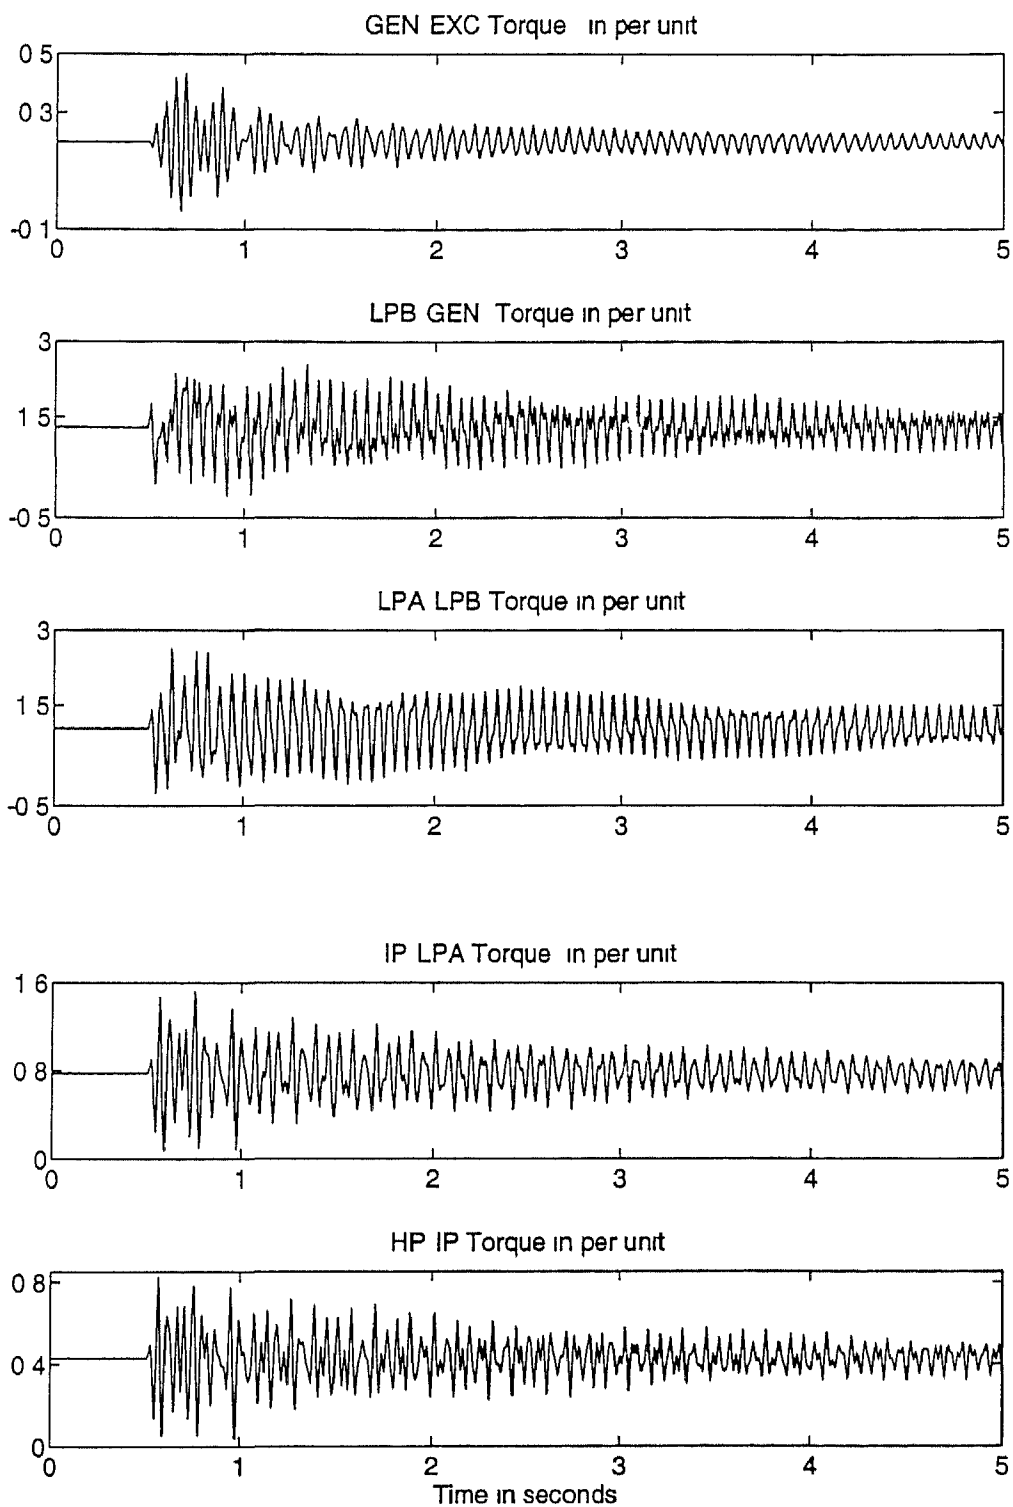 GEN EXC Torque in per unit
0 5
0 3
-0 1
0 1 2 3 4 5
LPB GEN Torque in per unit
3
1 5
-0 5
0 1 2 3 4 5
LPA LPB Torque in per unit
3
1 5
-0 5
0 1 2 3 4 5
IP LPA Torque in per unit
1 6
0 8
0
0 1 2 3 4 5
HP IP Torque in per unit
0 8
0 4
0
0 1 2 3 4 5
Time in seconds